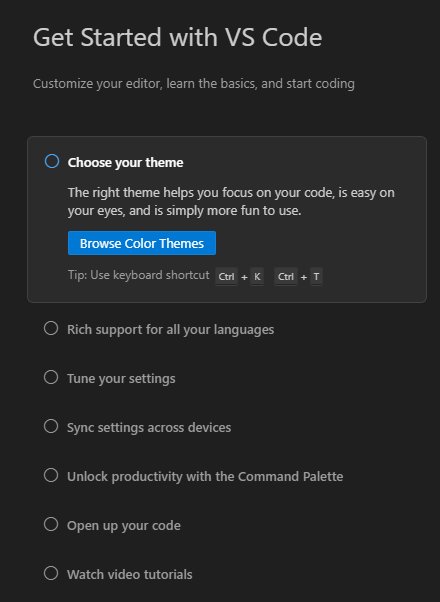 Get Started with VS Code
Customize your editor, learn the basics, and start coding
Choose your theme
The right theme helps you focus on your code, is easy on
your eyes, and is simply more fun to use.
Browse Color Themes
Tip: Use keyboard shortcut Ctrl + K Ctrl + T
Rich support for all your languages
Tune your settings
Sync settings across devices
Unlock productivity with the Command Palette
Open up your code
Watch video tutorials